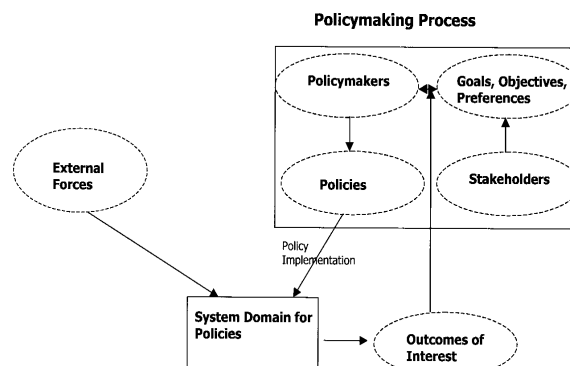 Policymaking Process
Policymakers
Goals, Objectives,
Preferences
External
Forces
Policies
Stakeholders
Policy
Implementation
System Domain for
Policies
Outcomes of
Interest